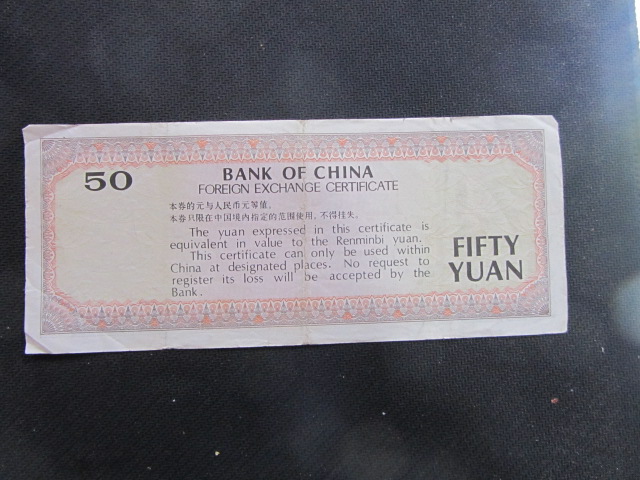 50
BANK OF CHINA
FOREIGN EXCHANGE CERTIFICATE
本券的元与人民币元等值。
本券只限在中国境内指定的范围使用，不得挂失。
The yuan expressed in this certificate is
equivalent in value to the Renminbi yuan.
This certificate can only be used within
China at designated places. No request to
register its loss will be accepted by the
Bank.
FIFTY
YUAN